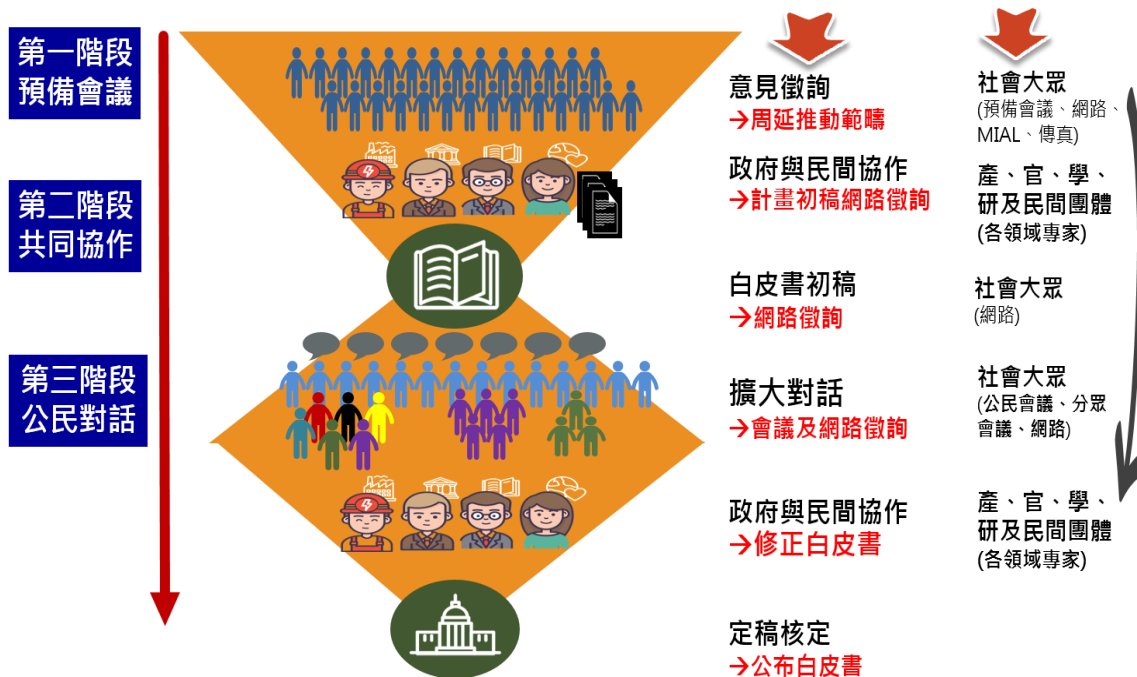 第一階段
預備會議
第二階段
共同協作
第三階段
公民對話
意見徵詢
→周延推動範疇
政府與民間協作
→計畫初稿網路徵詢
白皮書初稿
→網路徵詢
擴大對話
→會議及網路徵詢
政府與民間協作
→修正白皮書
定稿核定
→公布白皮書
社會大眾
(預備會議、網路、
MIAL、傳真)
產、官、學、
研及民間團體
(各領域專家)
社會大眾
(網路)
社會大眾
(公民會議、分眾
會議、網路)
產、官、學、
研及民間團體
(各領域專家)